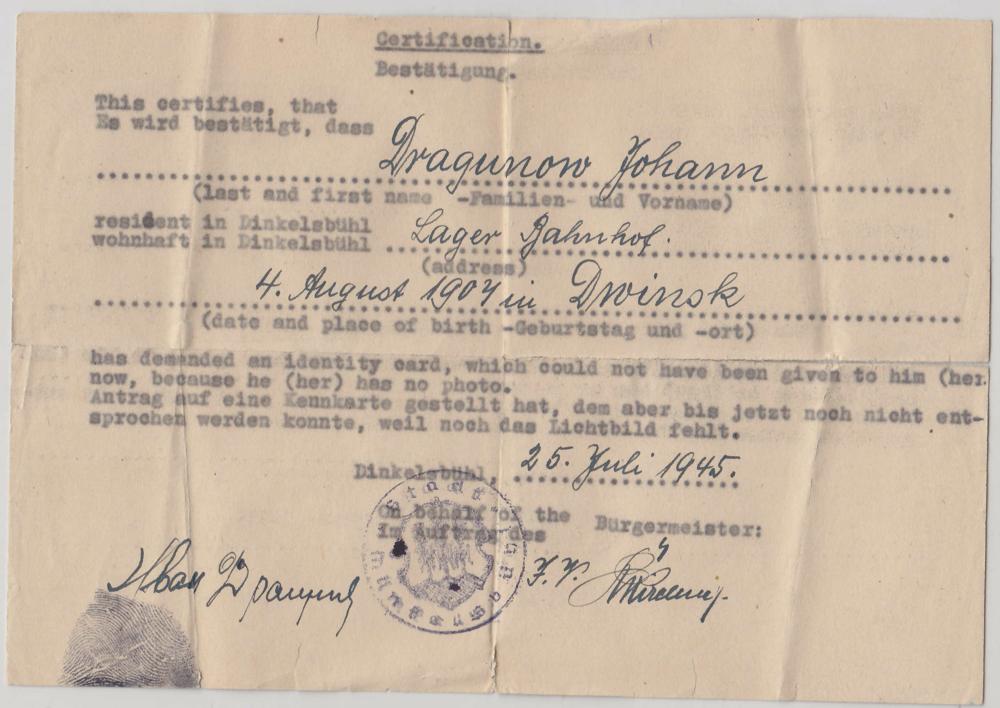 Certification.
Bestätigung.
This certifies, that
Es wird bestätigt, dass
Dragunow Johann
(last and first name -Familien- und Vorname)
resident in Dinkelsbühl
wohnhaft in Dinkelsbühl Lager Bahnhof.
(address)
4. August 1907 in Dwinsk
(date and place of birth -Geburtstag und -ort)
has demanded an identity card, which could not have been given to him (her
now, because he (her) has no photo.
Antrag auf eine Kennkarte gestellt hat, dem aber bis jetzt noch nicht ent-
sprochen werden konnte, weil noch das Lichtbild fehlt.
Dinkelsbühl, 25. Juli 1945.
On behalf of the Bürgermeister:
Im Auftrag des
Иван